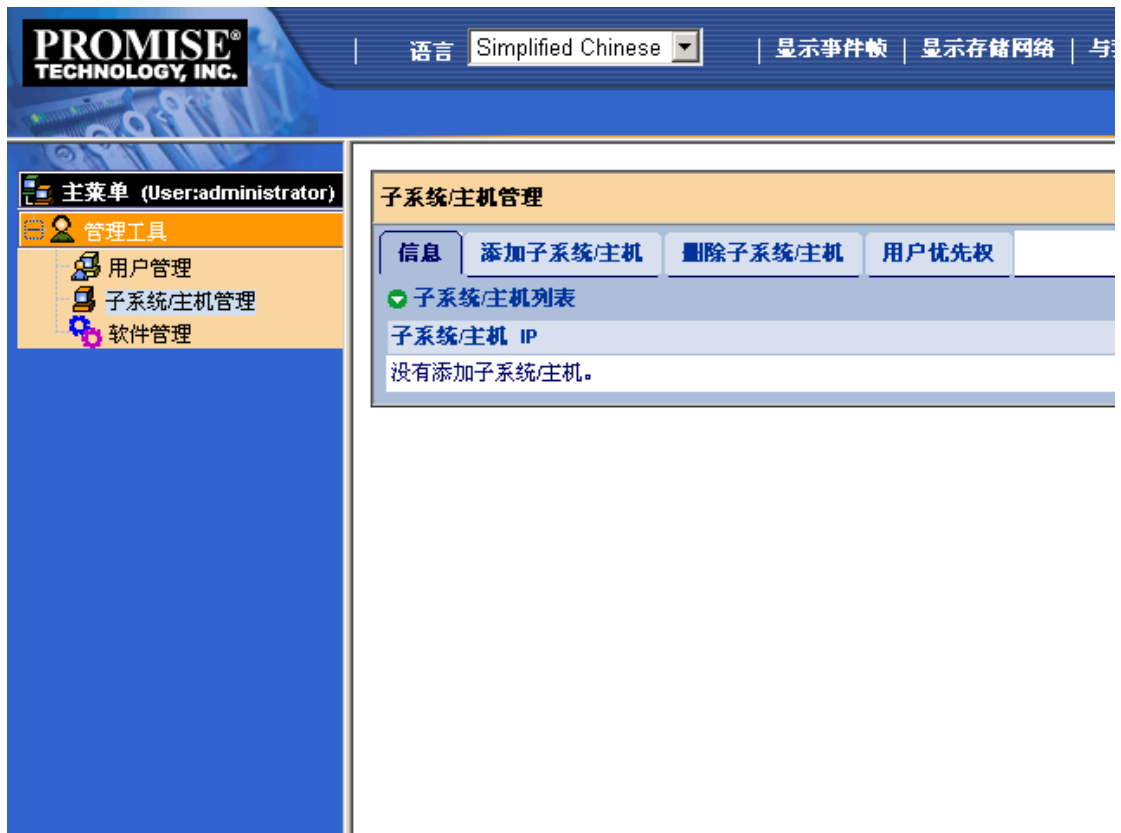 PROMISE®
TECHNOLOGY, INC.
| 语言 Simplified Chinese | 显示事件帧 | 显示存储网络 | 与
主菜单 (User:administrator)
管理工具
用户管理
子系统/主机管理
软件管理
子系统/主机管理
信息 添加子系统/主机 删除子系统/主机 用户优先权
子系统/主机列表
子系统/主机 IP
没有添加子系统/主机。